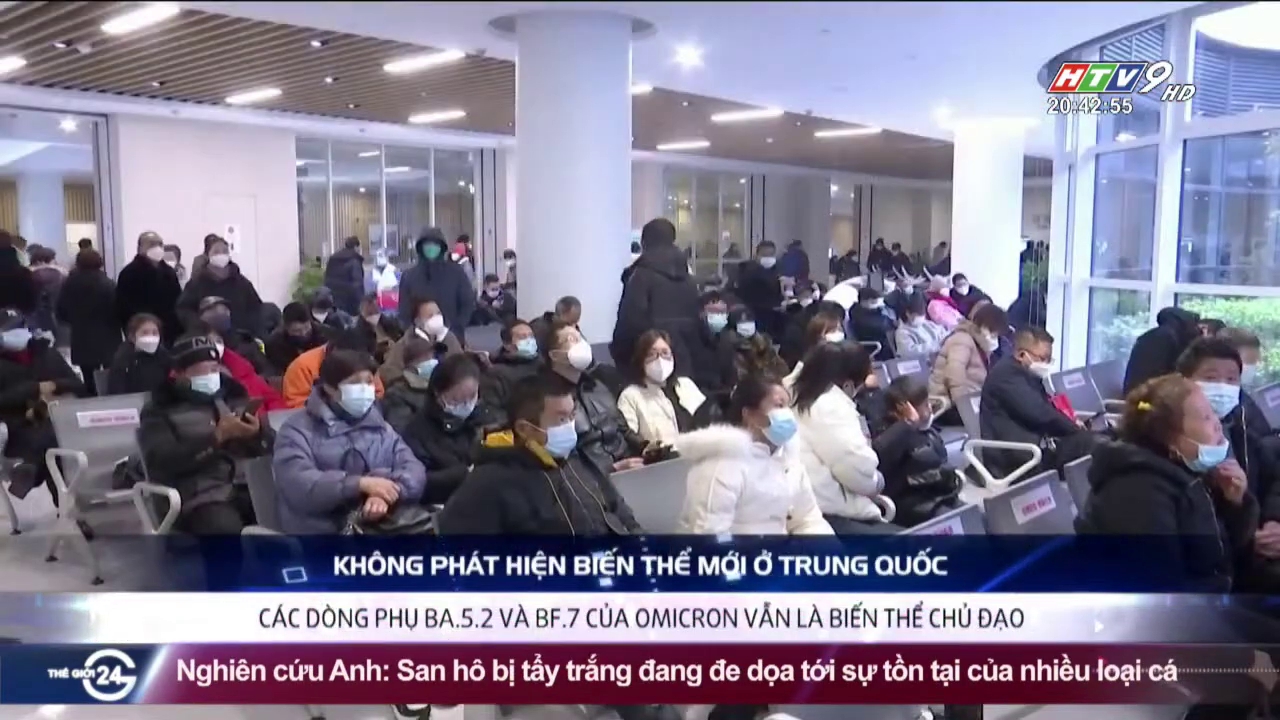 HTV9 HD
20:42:55
KHÔNG PHÁT HIỆN BIẾN THỂ MỚI Ở TRUNG QUỐC
CÁC DÒNG PHỤ BA.5.2 VÀ BF.7 CỦA OMICRON VẪN LÀ BIẾN THỂ CHỦ ĐẠO
THẾ GIỚI 24G
Nghiên cứu Anh: San hô bị tẩy trắng đang đe dọa tới sự tồn tại của nhiều loại cá